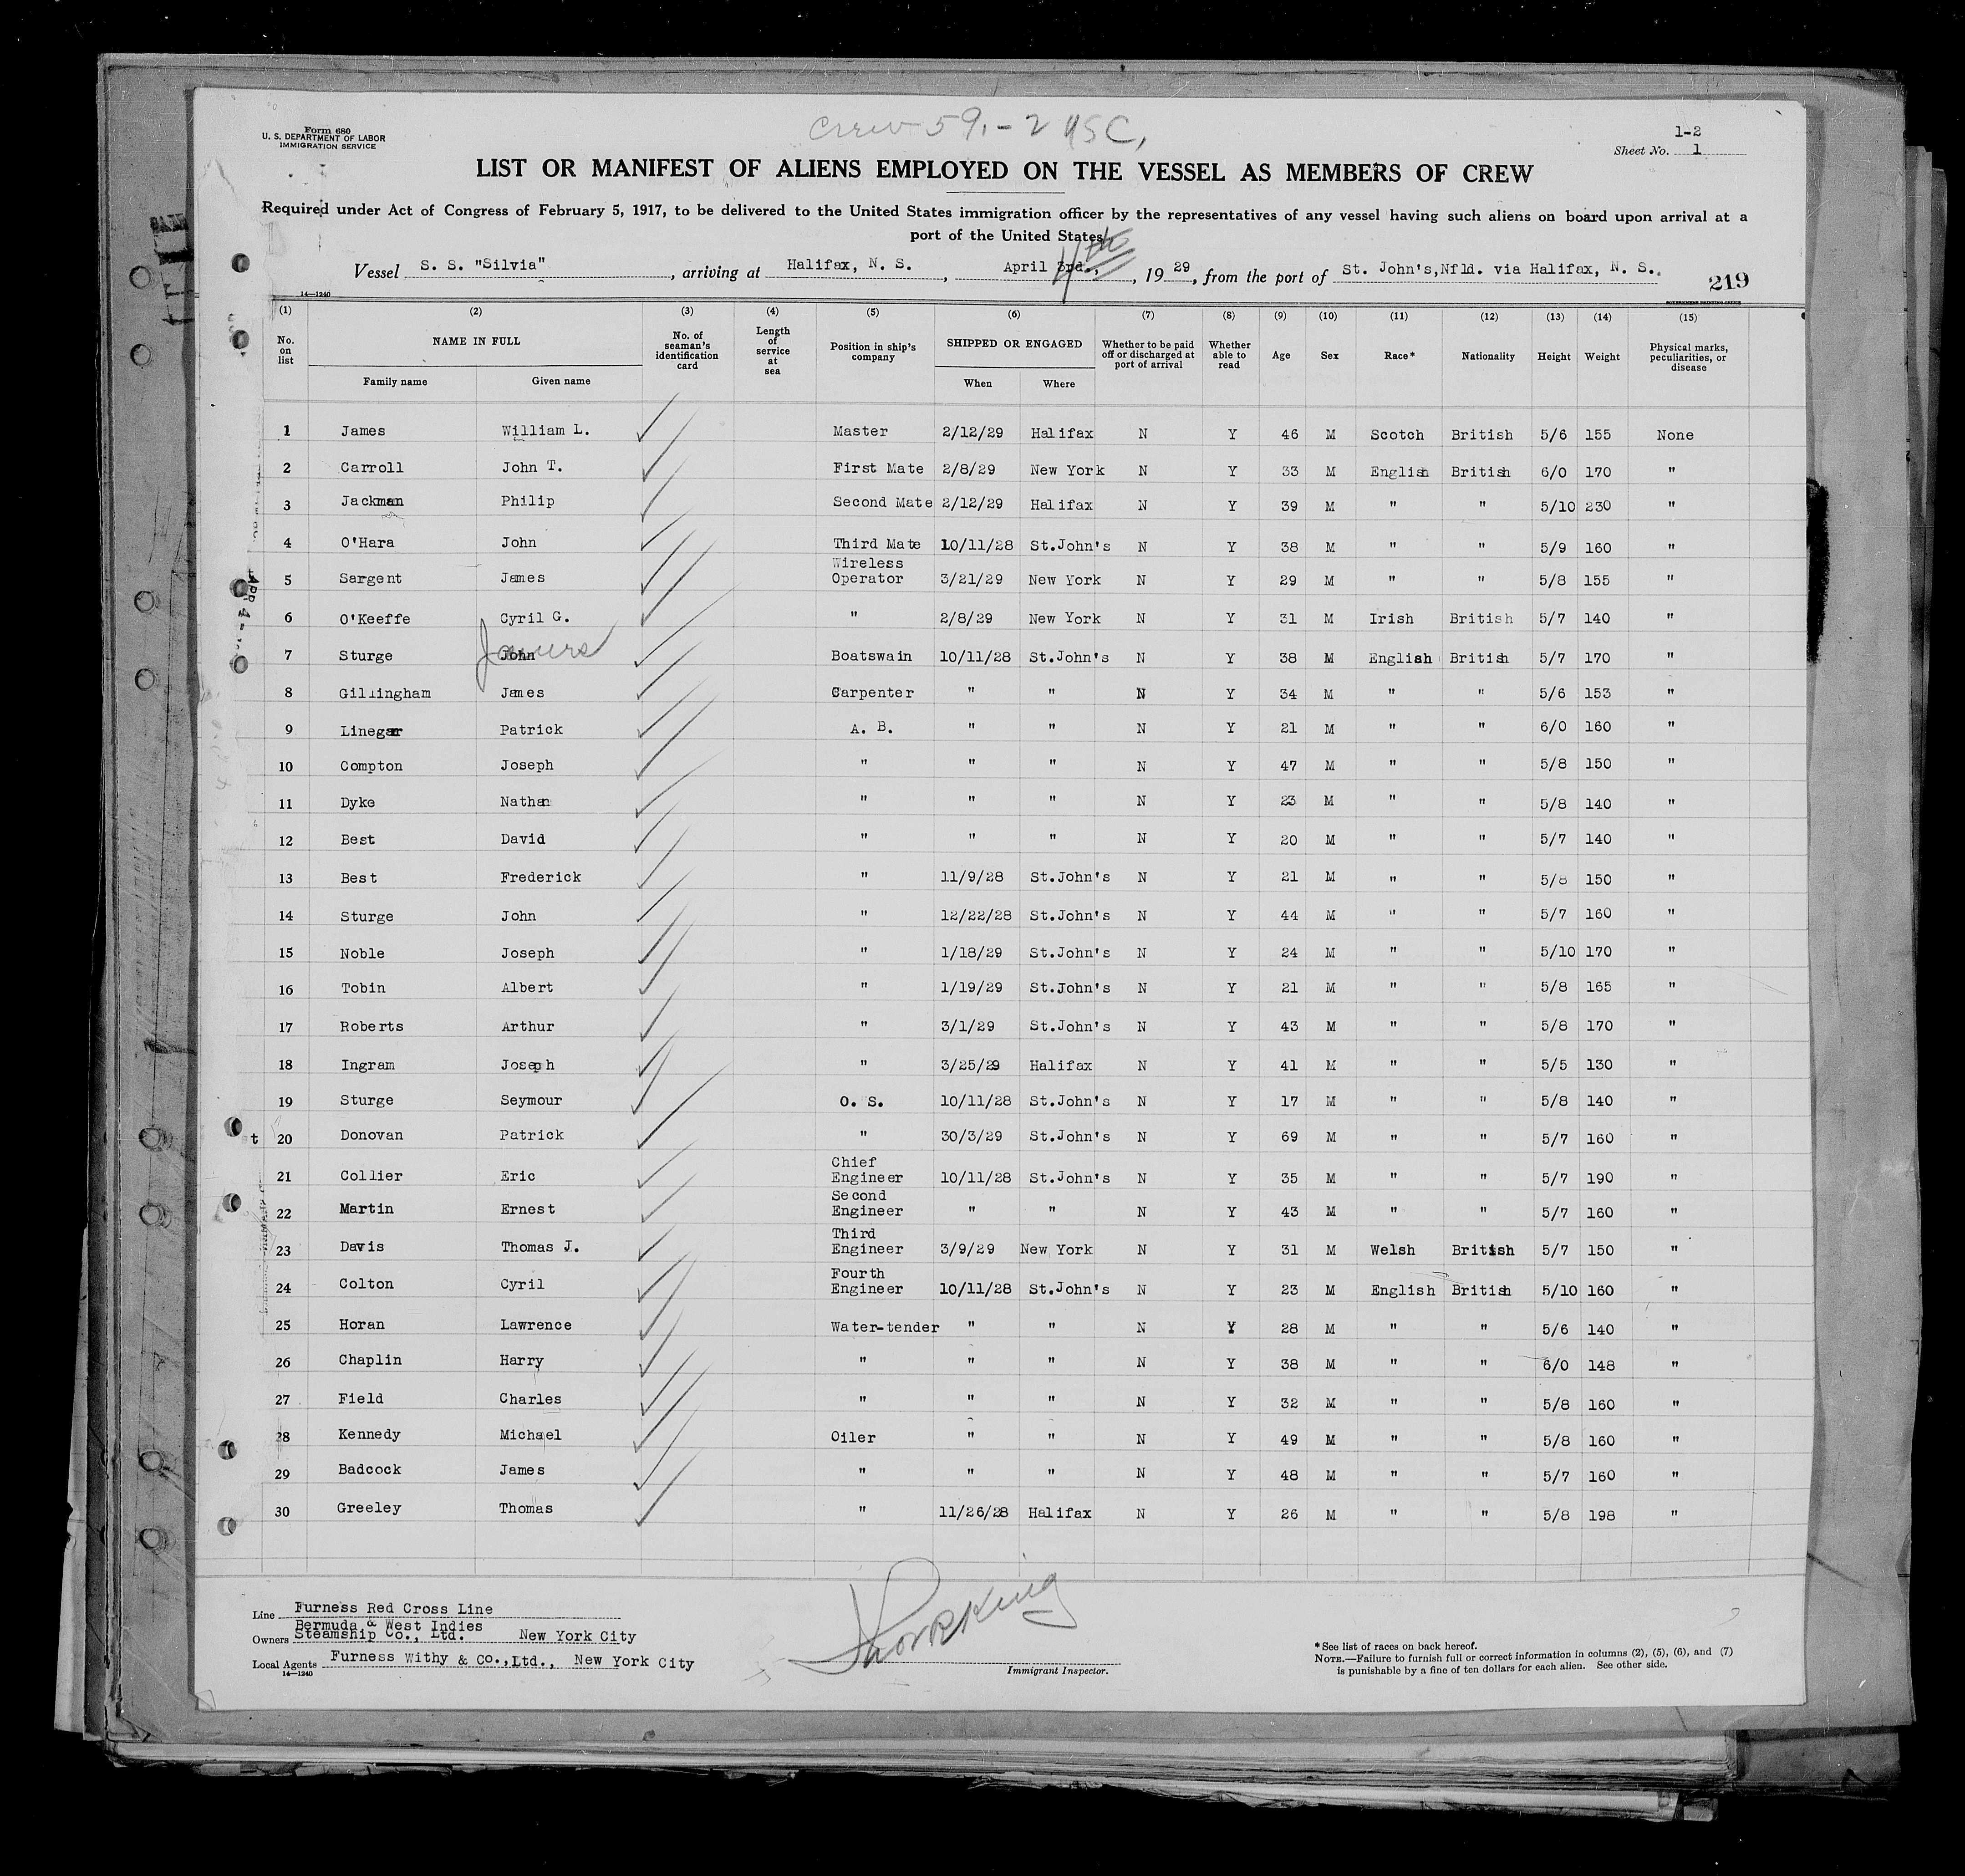 Form 680
U. S. DEPARTMENT OF LABOR
IMMIGRATION SERVICE
Crew 59. - 2 USC,
1-2
Sheet No. 1
LIST OR MANIFEST OF ALIENS EMPLOYED ON THE VESSEL AS MEMBERS OF CREW
Required under Act of Congress of February 5, 1917, to be delivered to the United States immigration officer by the representatives of any vessel having such aliens on board upon arrival at a
port of the United States
Vessel S. S. "Silvia", arriving at Halifax, N. S., April 3rd., 4th, 1929, from the port of St. John's,Nfld. via Halifax, N. S.
219
14—1240
GOVERNMENT PRINTING OFFICE
(1) (2) (3) (4) (5) (6) (7) (8) (9) (10) (11) (12) (13) (14) (15)
No. on list NAME IN FULL No. of seaman's identification card Length of service at sea Position in ship's company SHIPPED OR ENGAGED Whether to be paid off or discharged at port of arrival Whether able to read Age Sex Race* Nationality Height Weight Physical marks, peculiarities, or disease
Family name Given name When Where
1 James William L. Master 2/12/29 Halifax N Y 46 M Scotch British 5/6 155 None
2 Carroll John T. First Mate 2/8/29 New York N Y 33 M English British 6/0 170 "
3 Jackman Philip Second Mate 2/12/29 Halifax N Y 39 M " " 5/10 230 "
4 O'Hara John Third Mate 10/11/28 St.John's N Y 38 M " " 5/9 160 "
5 Sargent James Wireless Operator 3/21/29 New York N Y 29 M " " 5/8 155 "
6 O'Keeffe Cyril G. " 2/8/29 New York N Y 31 M Irish British 5/7 140 "
7 Sturge John Boatswain 10/11/28 St.John's N Y 38 M English British 5/7 170 "
8 Gillingham James Carpenter " " N Y 34 M " " 5/6 153 "
9 Linegar Patrick A. B. " " N Y 21 M " " 6/0 160 "
10 Compton Joseph " " " N Y 47 M " " 5/8 150 "
11 Dyke Nathan " " " N Y 23 M " " 5/8 140 "
12 Best David " " " N Y 20 M " " 5/7 140 "
13 Best Frederick " 11/9/28 St.John's N Y 21 M " " 5/8 150 "
14 Sturge John " 12/22/28 St.John's N Y 44 M " " 5/7 160 "
15 Noble Joseph " 1/18/29 St.John's N Y 24 M " " 5/10 170 "
16 Tobin Albert " 1/19/29 St.John's N Y 21 M " " 5/8 165 "
17 Roberts Arthur " 3/1/29 St.John's N Y 43 M " " 5/8 170 "
18 Ingram Joseph " 3/25/29 Halifax N Y 41 M " " 5/5 130 "
19 Sturge Seymour O. S. 10/11/28 St.John's N Y 17 M " " 5/8 140 "
t 20 Donovan Patrick " 30/3/29 St.John's N Y 69 M " " 5/7 160 "
21 Collier Eric Chief Engineer 10/11/28 St.John's N Y 35 M " " 5/7 190 "
22 Martin Ernest Second Engineer " " N Y 43 M " " 5/7 160 "
23 Davis Thomas J. Third Engineer 3/9/29 New York N Y 31 M Welsh British 5/7 150 "
24 Colton Cyril Fourth Engineer 10/11/28 St.John's N Y 23 M English British 5/10 160 "
25 Horan Lawrence Water-tender " " N Y 28 M " " 5/6 140 "
26 Chaplin Harry " " " N Y 38 M " " 6/0 148 "
27 Field Charles " " " N Y 32 M " " 5/8 160 "
28 Kennedy Michael Oiler " " N Y 49 M " " 5/8 160 "
29 Badcock James " " " N Y 48 M " " 5/7 160 "
30 Greeley Thomas " 11/26/28 Halifax N Y 26 M " " 5/8 198 "
Line Furness Red Cross Line
Owners Bermuda & West Indies Steamship Co., Ltd. New York City
Local Agents Furness Withy & Co.,Ltd., New York City
14—1240
Immigrant Inspector.
*See list of races on back hereof.
NOTE.—Failure to furnish full or correct information in columns (2), (5), (6), and (7)
is punishable by a fine of ten dollars for each alien. See other side.